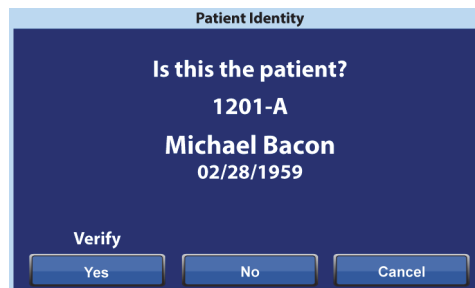 Patient Identity
Is this the patient?
1201-A
Michael Bacon
02/28/1959
Verify
Yes No Cancel